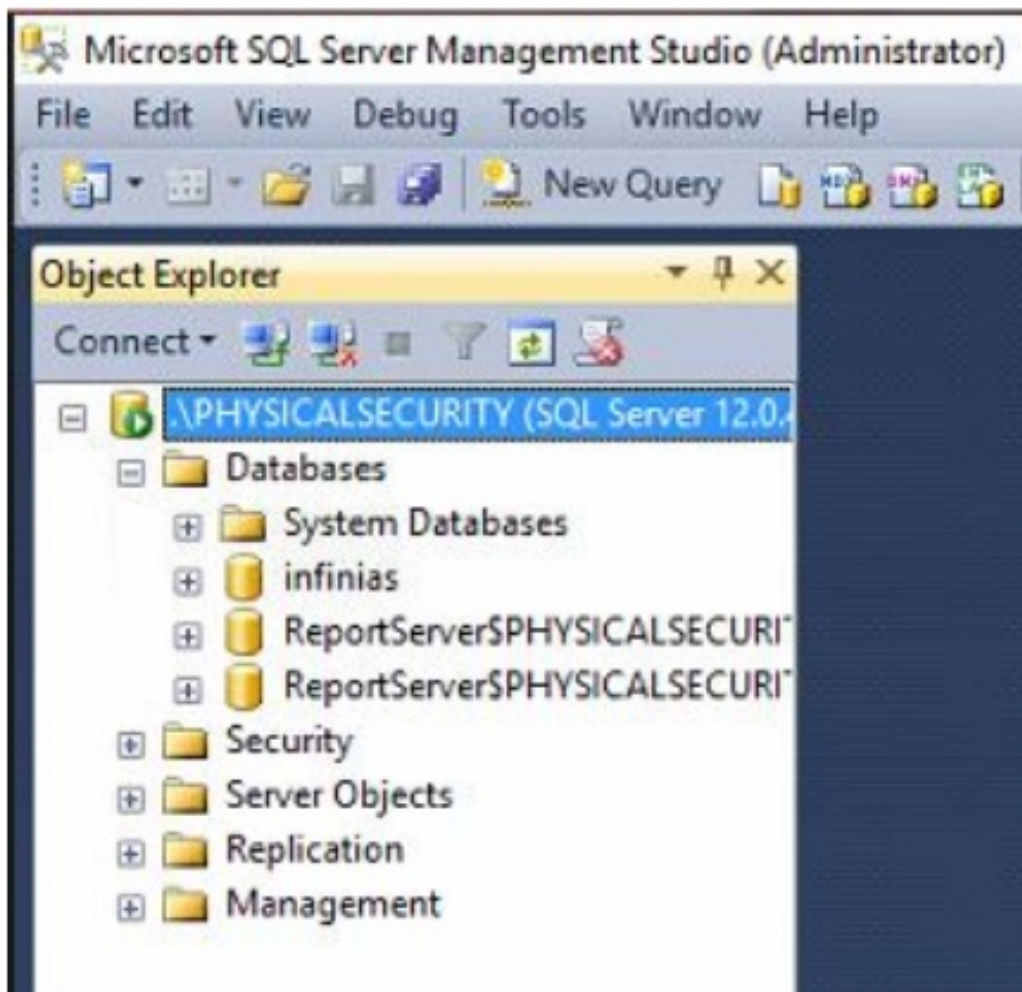 Microsoft SQL Server Management Studio (Administrator)
File Edit View Debug Tools Window Help
New Query
Object Explorer
Connect
.\PHYSICALSECURITY (SQL Server 12.0.
Databases
System Databases
infinias
ReportServer$PHYSICALSECURI
ReportServer$PHYSICALSECURI
Security
Server Objects
Replication
Management